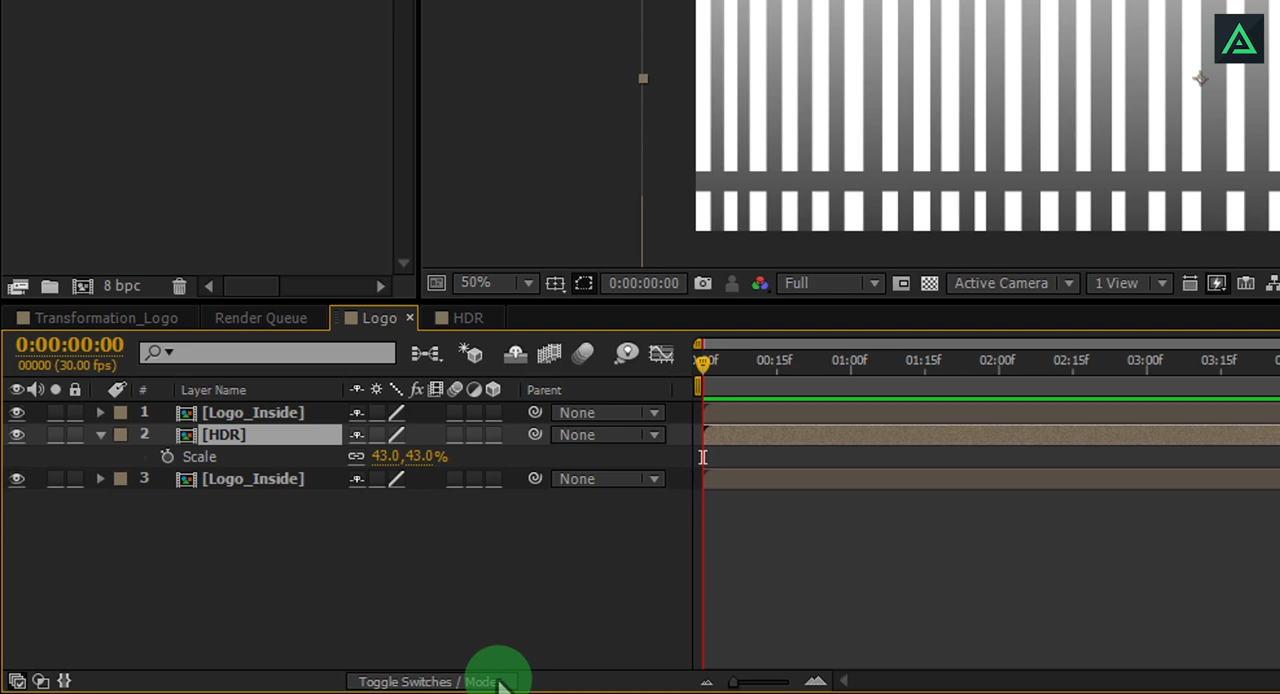 8 bpc
50%
0:00:00:00
Full
Active Camera
1 View
Transformation_Logo
Render Queue
Logo ×
HDR
0:00:00:00
00000 (30.00 fps)
00:15f
01:00f
01:15f
02:00f
02:15f
03:00f
03:15f
# Layer Name
fx
Parent
1 [Logo_Inside] None
2 [HDR] None
Scale 43.0,43.0%
3 [Logo_Inside] None
Toggle Switches /